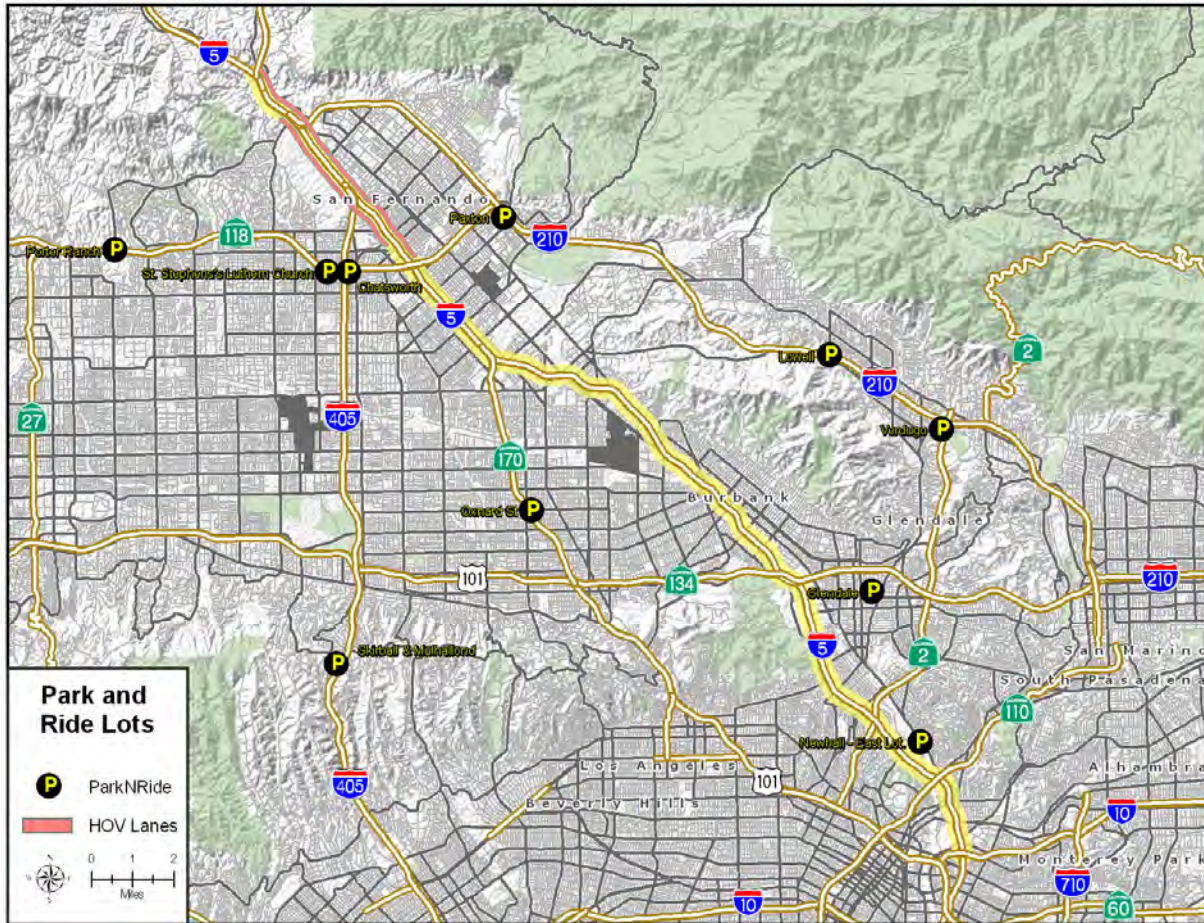 5
San Fernando
Paxton
P
210
118
Porter Ranch
P
St. Stephens's Luthern Church
P
P
Chatsworth
5
2
Lowell
P
210
27
405
Verdugo
P
170
Burbank
Oxnard St.
P
Glendale
101
134
210
Glendale
P
5
2
San Marino
Skirball & Mulhalland
P
South Pasadena
110
Newhall - East Lot.
P
Los Angeles
Alhambra
405
101
Beverly Hills
10
Monterey Park
710
10
60
Park and
Ride Lots
P ParkNRide
HOV Lanes
0 1 2
Miles